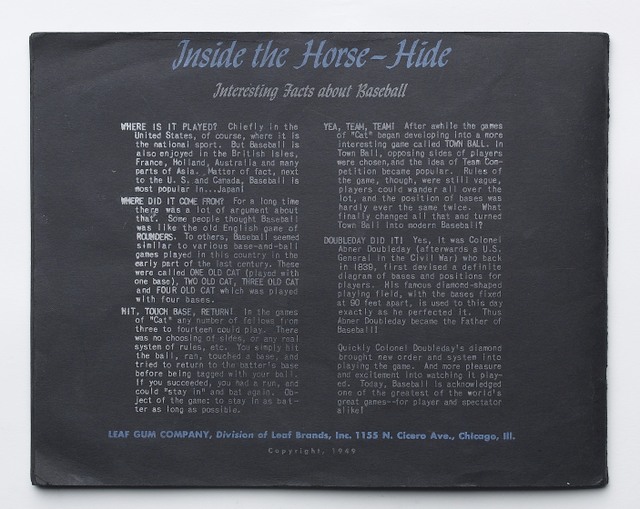 Inside the Horse-Hide
Interesting Facts about Baseball
WHERE IS IT PLAYED? Chiefly in the
United States, of course, where it is
the national sport. But Baseball is
also enjoyed in the British Isles,
France, Holland, Australia and many
parts of Asia. Matter of fact, next
to the U. S. and Canada, Baseball is
most popular in...Japan!
WHERE DID IT COME FROM? For a long time
there was a lot of argument about
that. Some people thought Baseball
was like the old English game of
ROUNDERS. To others, Baseball seemed
similar to various base-and-ball
games played in this country in the
early part of the last century. These
were called ONE OLD CAT (played with
one base), TWO OLD CAT, THREE OLD CAT
and FOUR OLD CAT which was played
with four bases.
HIT, TOUCH BASE, RETURN! In the games
of "Cat" any number of fellows from
three to fourteen could play. There
was no choosing of sides, or any real
system of rules, etc. You simply hit
the ball, ran, touched a base, and
tried to return to the batter's base
before being tagged with your ball.
If you succeeded, you had a run, and
could "stay in" and bat again. Ob-
ject of the game: to stay in as bat-
ter as long as possible.
YEA, TEAM, TEAM! After awhile the games
of "Cat" began developing into a more
interesting game called TOWN BALL. In
Town Ball, opposing sides of players
were chosen, and the idea of Team Com-
petition became popular. Rules of
the game, though, were still vague,
players could wander all over the
lot, and the position of bases was
hardly ever the same twice. What
finally changed all that and turned
Town Ball into modern Baseball?
DOUBLEDAY DID IT! Yes, it was Colonel
Abner Doubleday (afterwards a U.S.
General in the Civil War) who back
in 1839, first devised a definite
diagram of bases and positions for
players. His famous diamond-shaped
playing field, with the bases fixed
at 90 feet apart, is used to this day
exactly as he perfected it. Thus
Abner Doubleday became the Father of
Baseball!
Quickly Colonel Doubleday's diamond
brought new order and system into
playing the game. And more pleasure
and excitement into watching it play-
ed. Today, Baseball is acknowledged
one of the greatest of the world's
great games--for player and spectator
alike!
LEAF GUM COMPANY, Division of Leaf Brands, Inc. 1155 N. Cicero Ave., Chicago, Ill.
Copyright, 1949